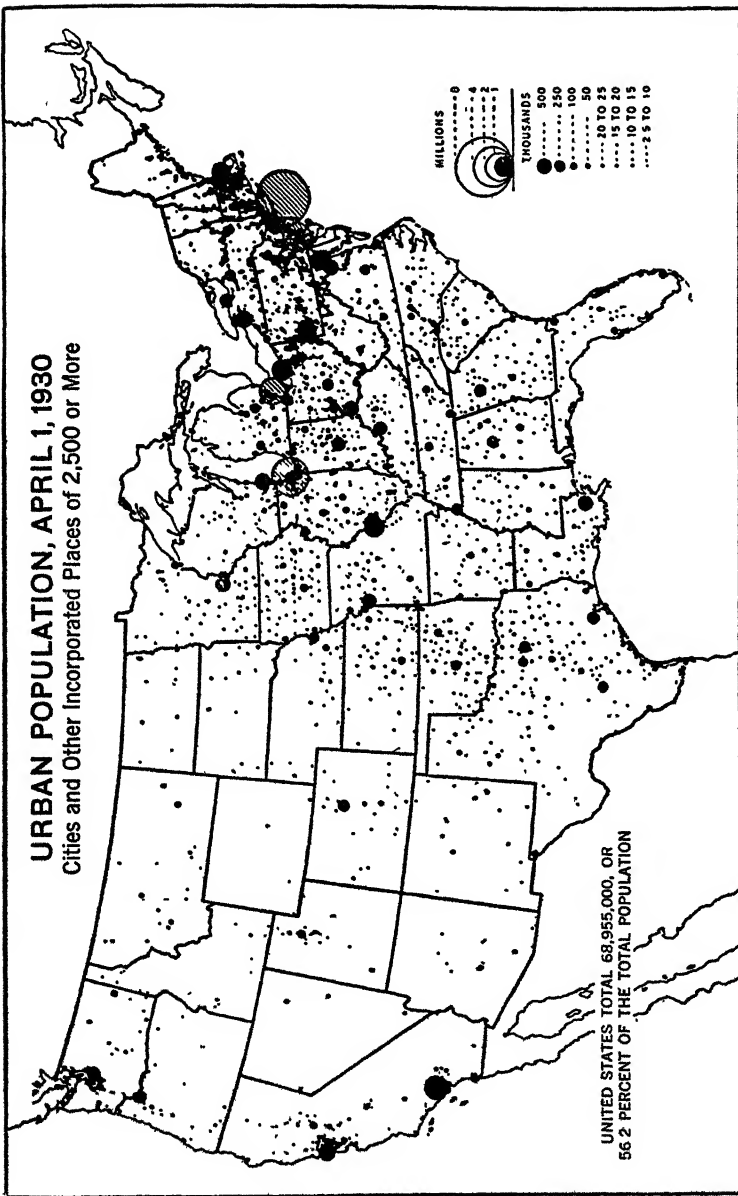 URBAN POPULATION, APRIL 1, 1930
Cities and Other Incorporated Places of 2,500 or More
MILLIONS
8
4
2
1
THOUSANDS
500
250
100
50
20 TO 25
15 TO 20
10 TO 15
2 5 TO 10
UNITED STATES TOTAL 68,955,000, OR
56 2 PERCENT OF THE TOTAL POPULATION